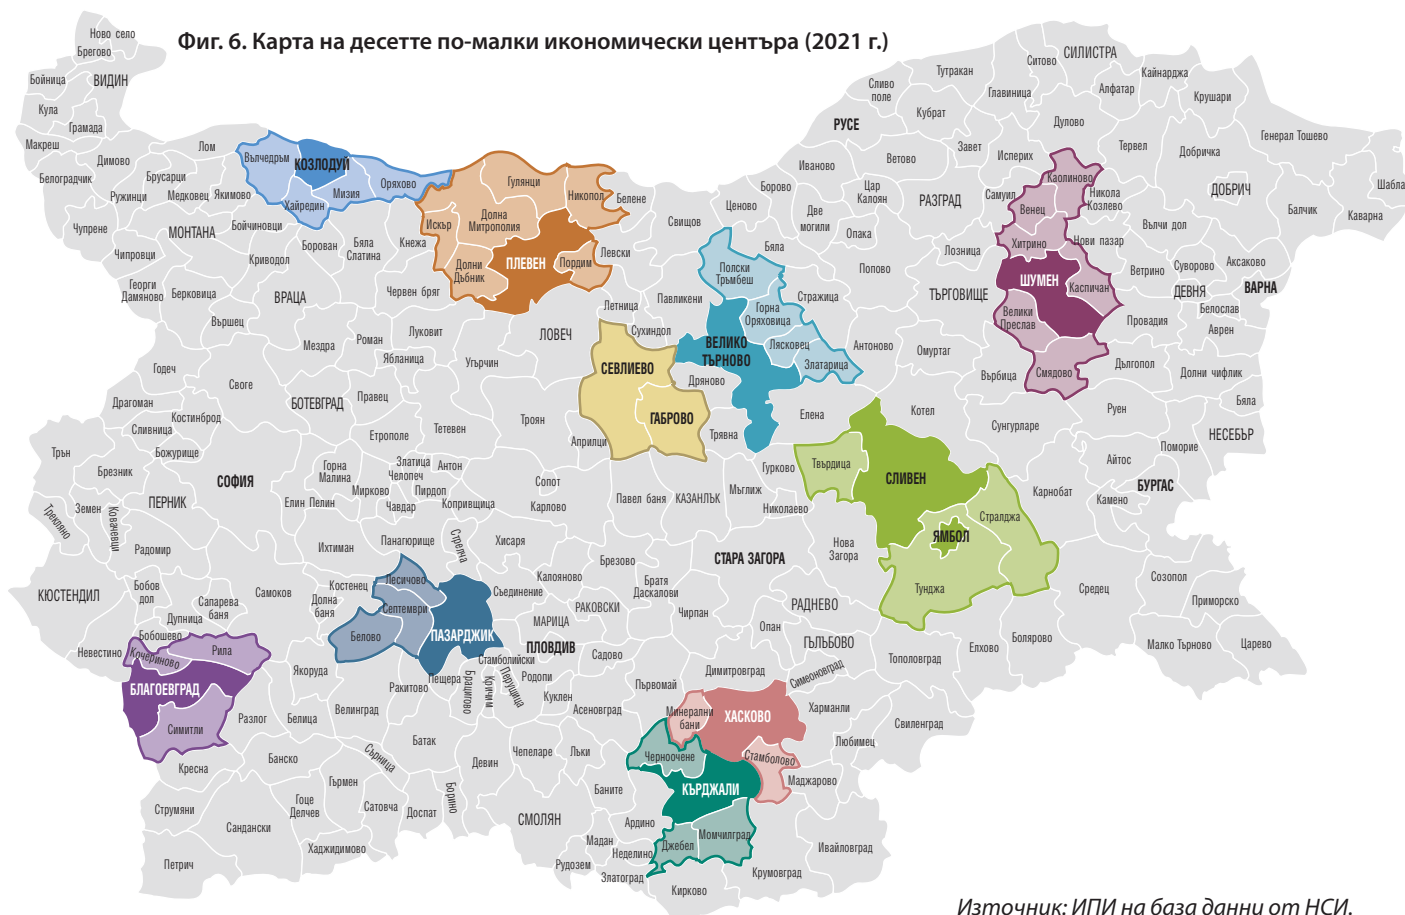 Фиг. 6. Карта на десетте по-малки икономически центъра (2021 г.)
Ново село
Брегово
Бойница
ВИДИН
Кула
Грамада
Макреш
Димово
Белоградчик
Ружинци
Чупрене
Лом
Брусарци
Медковец
Якимово
МОНТАНА
Бойчиновци
Чипровци
Георги
Дамяново
Берковица
Вършец
Вълчедръм
КОЗЛОДУЙ
Хайредин
Мизия
Оряхово
Борован
Бяла
Слатина
Кнежа
Криводол
ВРАЦА
Мездра
Роман
Червен бряг
Луковит
Ябланица
Угърчин
Гулянци
Никопол
Белене
Искър
Долна
Митрополия
ПЛЕВЕН
Долни
Дъбник
Пордим
Левски
Летница
ЛОВЕЧ
Свищов
Павликени
Сухиндол
СЕВЛИЕВО
ГАБРОВО
Дряново
Трявна
Априлци
Троян
Тетевен
Полски
Тръмбеш
Бяла
Горна
Оряховица
Стражица
ВЕЛИКО
ТЪРНОВО
Лясковец
Златарица
Елена
Антоново
Ценово
Борово
Две
могили
Иваново
РУСЕ
Сливо
поле
Ветово
Цар
Калоян
Опака
Попово
Тутракан
Кубрат
Завет
Исперих
РАЗГРАД
Самуил
Лозница
ТЪРГОВИЩЕ
Омуртаг
СИЛИСТРА
Ситово
Главиница
Дулово
Алфатар
Кайнарджа
Крушари
Тервел
Добричка
Генерал Тошево
ДОБРИЧ
Шабла
Балчик
Каварна
Каолиново
Венец
Никола
Козлево
Хитрино
Нови пазар
ШУМЕН
Каспичан
Велики
Преслав
Смядово
Върбица
Вълчи дол
Ветрино
Суворово
Аксаково
ДЕВНЯ
ВАРНА
Белослав
Провадия
Аврен
Дългопол
Долни чифлик
Бяла
Руен
Сунгурларе
НЕСЕБЪР
Поморие
Айтос
БУРГАС
Камено
Карнобат
Котел
СЛИВЕН
Твърдица
ЯМБОЛ
Стралджа
Тунджа
Нова
Загора
Средец
Созопол
Приморско
Малко Търново
Царево
Болярово
Елхово
Тополовград
Гурково
Николаево
Мъглиж
КАЗАНЛЪК
Павел баня
СТАРА ЗАГОРА
Братя
Даскалови
Чирпан
Опан
РАДНЕВО
ГЪЛЪБОВО
Годеч
Своге
Драгоман
Костинброд
Сливница
Божурище
Трън
Брезник
ПЕРНИК
СОФИЯ
Земен
Трекляно
Ковачевци
Радомир
КЮСТЕНДИЛ
Бобов
дол
Дупница
Сапарева
баня
Бобошево
Невестино
Самоков
БОТЕВГРАД
Правец
Етрополе
Горна
Малина
Елин Пелин
Златица
Челопеч
Антон
Мирково
Пирдоп
Чавдар
Копривщица
Ихтиман
Костенец
Долна
баня
Панагюрище
Стрелча
Сопот
Карлово
Хисаря
Калояново
Брезово
Съединение
РАКОВСКИ
МАРИЦА
ПЛОВДИВ
Стамболийски
Родопи
Перущица
Кричим
Садово
Куклен
Асеновград
Първомай
Лесичово
Септември
Белово
ПАЗАРДЖИК
Пещера
Брацигово
Ракитово
Батак
Велинград
Кочериново
Рила
БЛАГОЕВГРАД
Симитли
Якоруда
Разлог
Белица
Банско
Кресна
Струмяни
Сандански
Петрич
Гоце
Делчев
Гърмен
Хаджидимово
Сатовча
Сърница
Доспат
Борино
Девин
Чепеларе
Лъки
СМОЛЯН
Баните
Ардино
Мадан
Рудозем
Неделино
Златоград
Димитровград
Симеоновград
Минерални
бани
ХАСКОВО
Стамболово
Харманли
Любимец
Свиленград
Маджарово
Ивайловград
Черноочене
КЪРДЖАЛИ
Джебел
Момчилград
Крумовград
Кирково
Източник: ИПИ на база данни от НСИ.